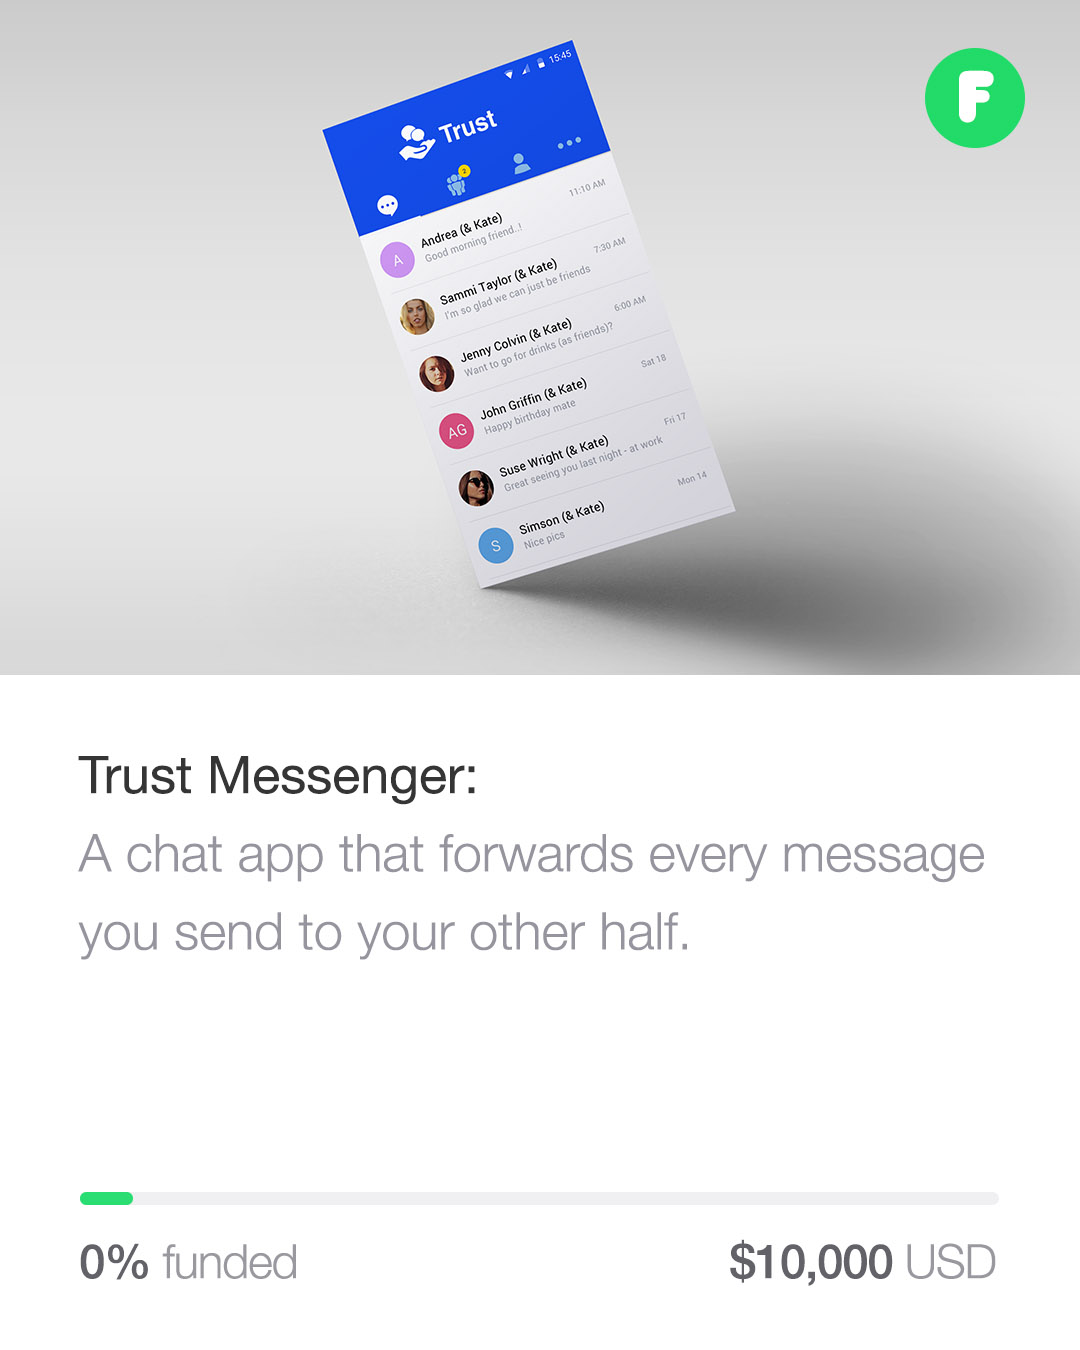 F
15:45
Trust
2
Andrea (& Kate)
11:10 AM
Good morning friend..!
A
Sammi Taylor (& Kate)
7:30 AM
I'm so glad we can just be friends
Jenny Colvin (& Kate)
6:00 AM
Want to go for drinks (as friends)?
John Griffin (& Kate)
Sat 18
Happy birthday mate
AG
Suse Wright (& Kate)
Fri 17
Great seeing you last night - at work
Simson (& Kate)
Mon 14
Nice pics
S
Trust Messenger:
A chat app that forwards every message
you send to your other half.
0% funded
$10,000 USD